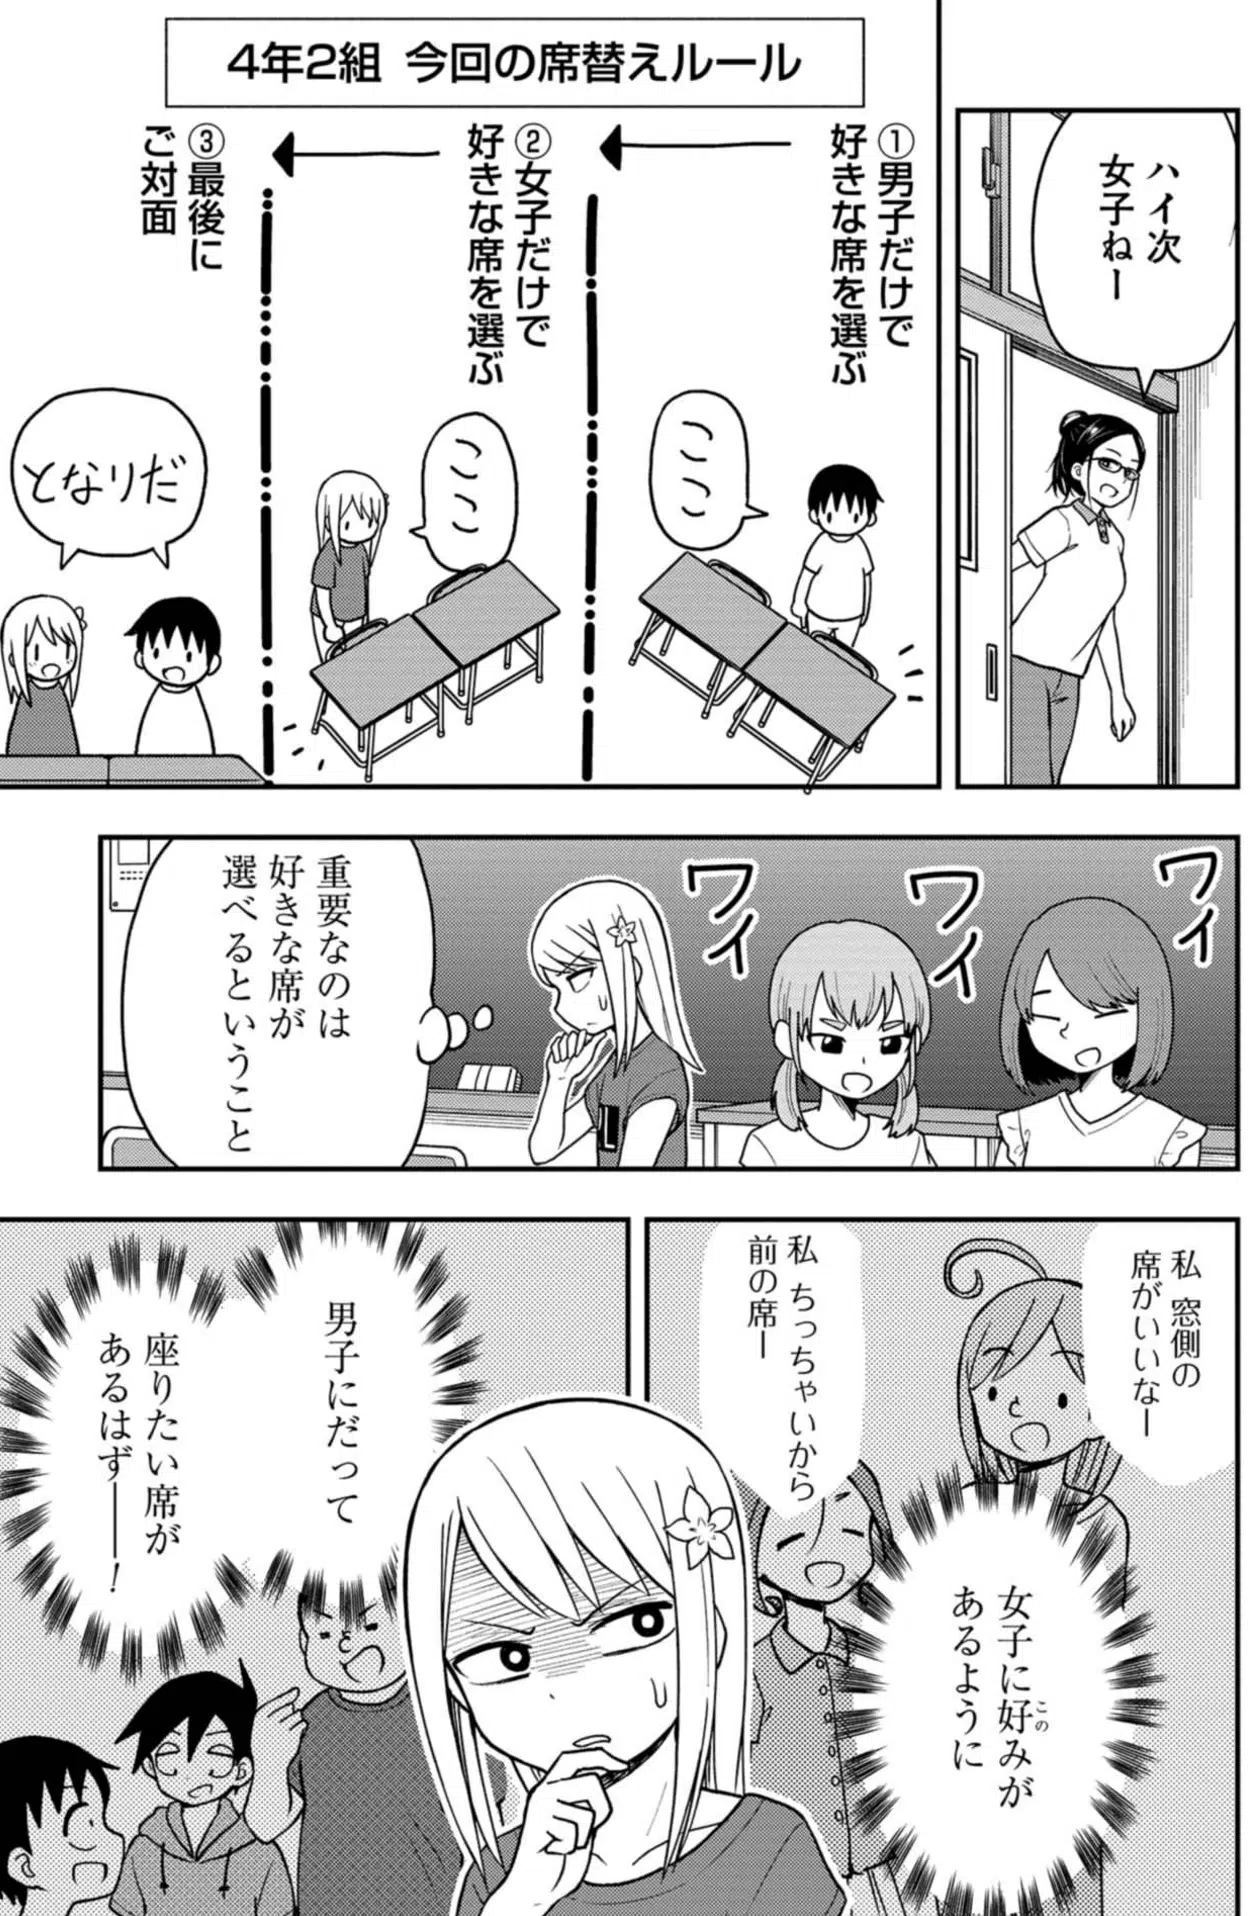 ハイ次
女子ねー
4年2組 今回の席替えルール
①男子だけで
好きな席を選ぶ
ここ
②女子だけで
好きな席を選ぶ
ここ
③最後に
ご対面
となりだ
ワイ
ワイ
ワイ
重要なのは
好きな席が
選べるということ
私 窓側の
席がいいなー
私 ちっちゃいから
前の席ー
女子に好みが
このみ
あるように
男子にだって
座りたい席が
あるはずーー!